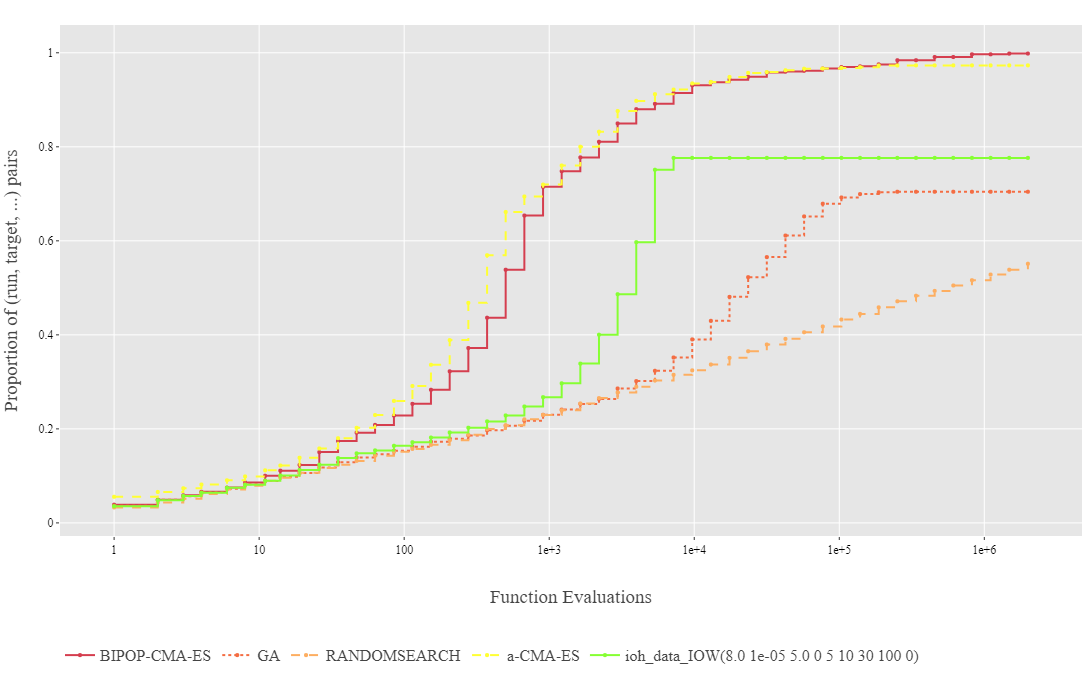 Proportion of (run, target, ...) pairs
1
0.8
0.6
0.4
0.2
0
1 10 100 1e+3 1e+4 1e+5 1e+6
Function Evaluations
BIPOP-CMA-ES GA RANDOMSEARCH a-CMA-ES ioh_data_IOW(8.0 1e-05 5.0 0 5 10 30 100 0)